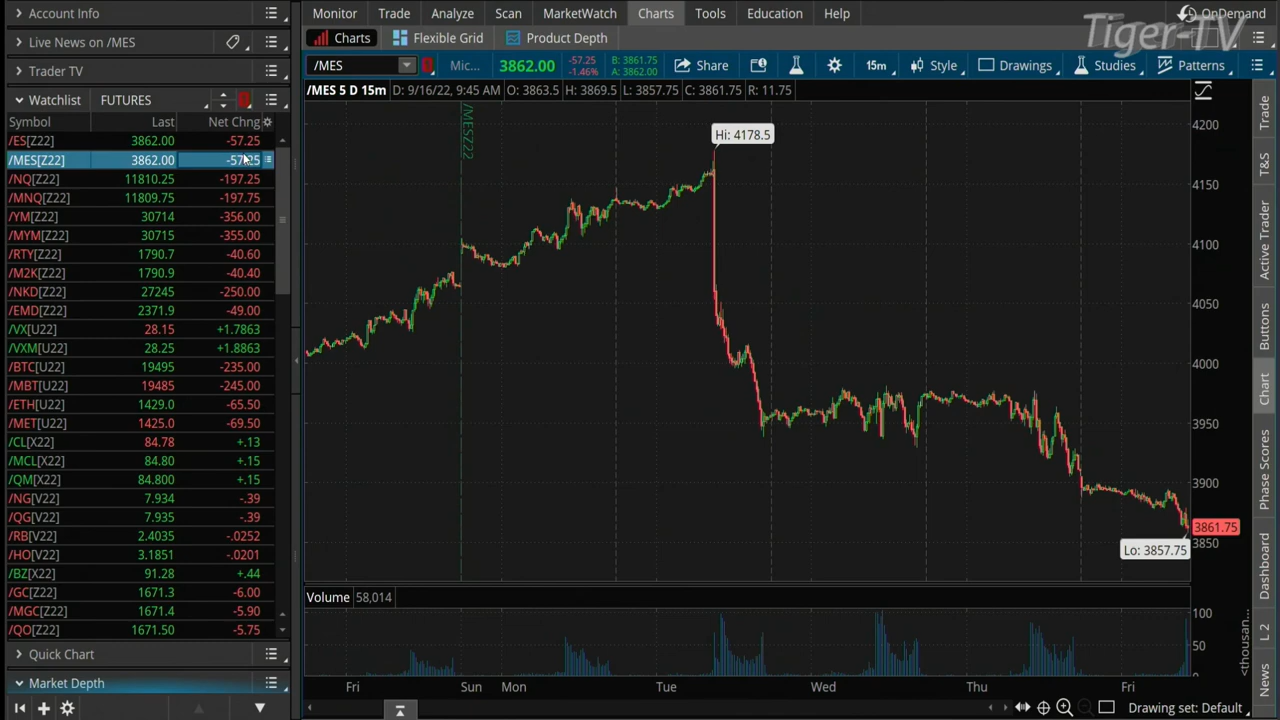 Account Info
Live News on /MES
Trader TV
Watchlist FUTURES
Symbol Last Net Chng
/ES[Z22] 3862.00 -57.25
/MES[Z22] 3862.00 -57.25
/NQ[Z22] 11810.25 -197.25
/MNQ[Z22] 11809.75 -197.75
/YM[Z22] 30714 -356.00
/MYM[Z22] 30715 -355.00
/RTY[Z22] 1790.7 -40.60
/M2K[Z22] 1790.9 -40.40
/NKD[Z22] 27245 -250.00
/EMD[Z22] 2371.9 -49.00
/VX[U22] 28.15 +1.7863
/VXM[U22] 28.25 +1.8863
/BTC[U22] 19495 -235.00
/MBT[U22] 19485 -245.00
/ETH[U22] 1429.0 -65.50
/MET[U22] 1425.0 -69.50
/CL[X22] 84.78 +.13
/MCL[X22] 84.80 +.15
/QM[X22] 84.800 +.15
/NG[V22] 7.934 -.39
/QG[V22] 7.935 -.39
/RB[V22] 2.4035 -.0252
/HO[V22] 3.1851 -.0201
/BZ[X22] 91.28 +.44
/GC[Z22] 1671.3 -6.00
/MGC[Z22] 1671.4 -5.90
/QO[Z22] 1671.50 -5.75
Quick Chart
Market Depth
Monitor Trade Analyze Scan MarketWatch Charts Tools Education Help OnDemand
Tiger-TV
Charts Flexible Grid Product Depth
/MES Mic... 3862.00 -57.25 -1.46% B: 3861.75 A: 3862.00 Share 15m Style Drawings Studies Patterns
/MES 5 D 15m D: 9/16/22, 9:45 AM O: 3863.5 H: 3869.5 L: 3857.75 C: 3861.75 R: 11.75
/MESZ22
Hi: 4178.5
4200
4150
4100
4050
4000
3950
3900
3861.75
3850
Lo: 3857.75
Volume 58,014
100
50
<thousan...
Fri Sun Mon Tue Wed Thu Fri
Drawing set: Default
Trade
T&S
Active Trader
Buttons
Chart
Phase Scores
Dashboard
L 2
News